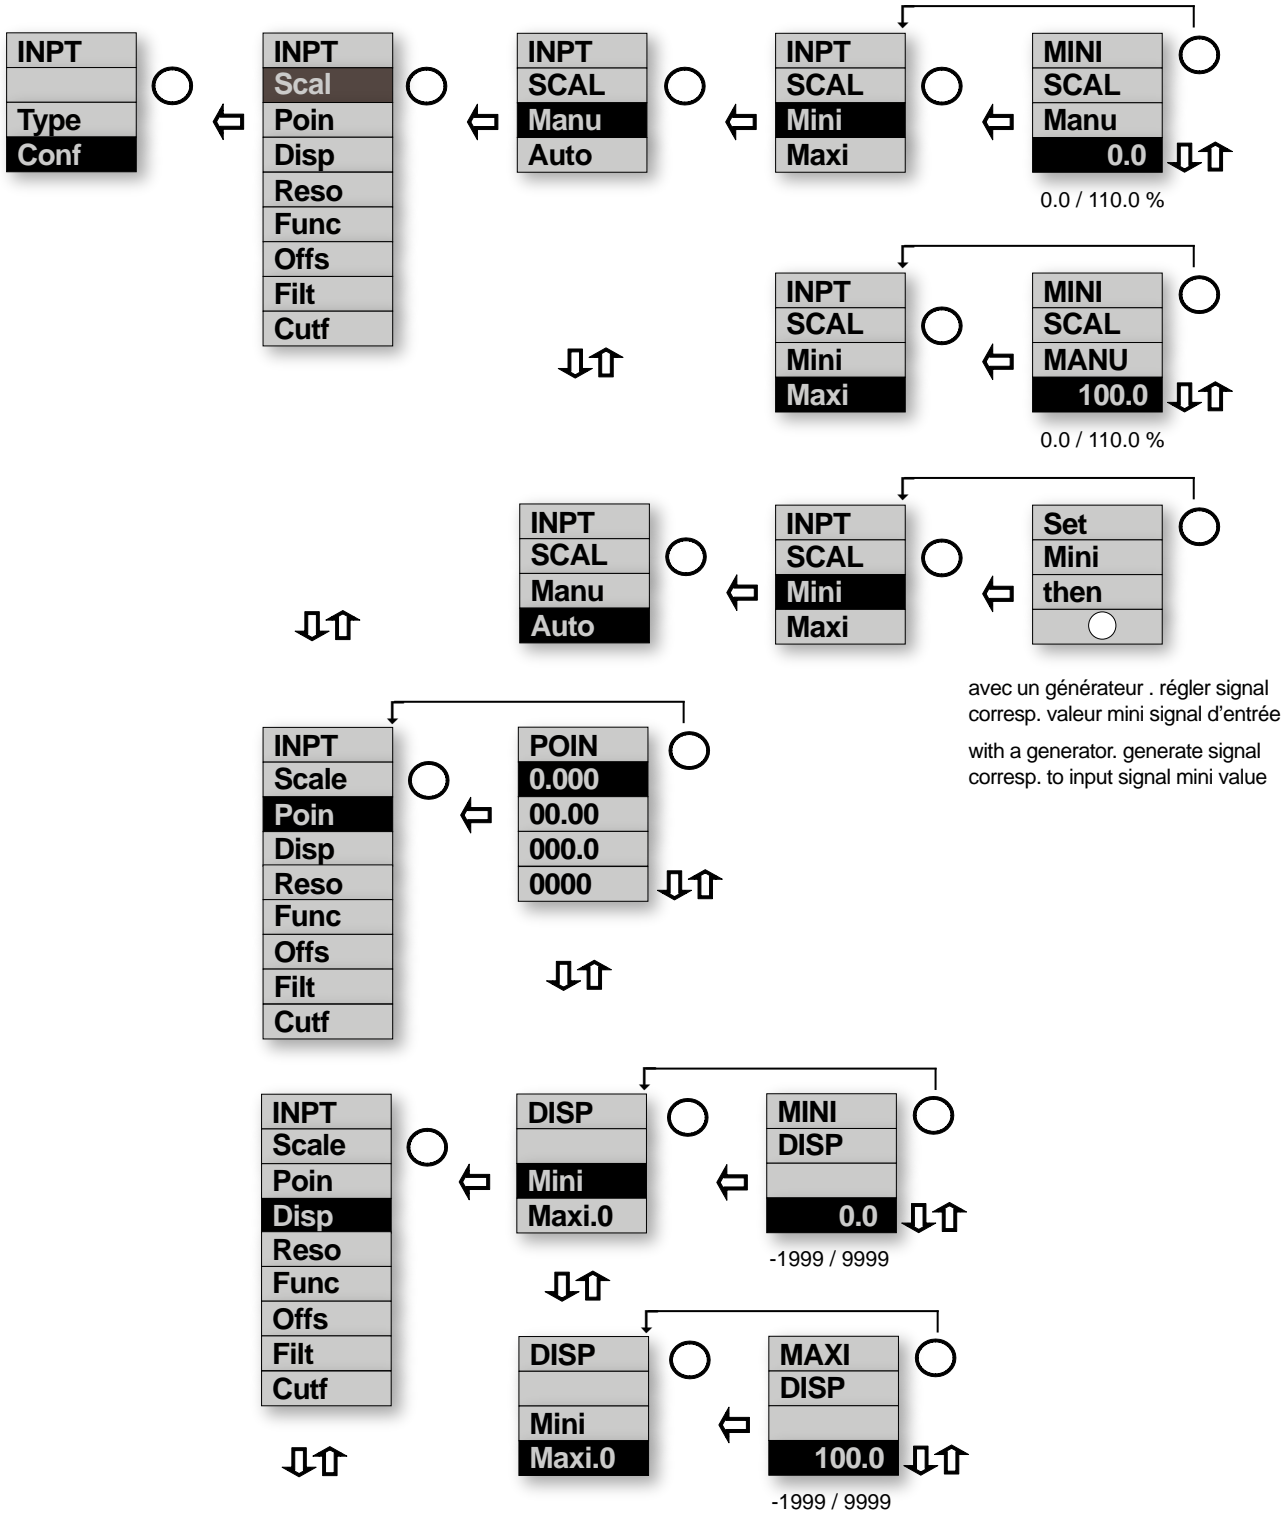 INPT
Type
Conf
INPT
Scal
Poin
Disp
Reso
Func
Offs
Filt
Cutf
INPT
SCAL
Manu
Auto
INPT
SCAL
Mini
Maxi
MINI
SCAL
Manu
0.0
0.0 / 110.0 %
INPT
SCAL
Mini
Maxi
MINI
SCAL
MANU
100.0
0.0 / 110.0 %
INPT
SCAL
Manu
Auto
INPT
SCAL
Mini
Maxi
Set
Mini
then
avec un générateur . régler signal
corresp. valeur mini signal d'entrée
with a generator. generate signal
corresp. to input signal mini value
INPT
Scale
Poin
Disp
Reso
Func
Offs
Filt
Cutf
POIN
0.000
00.00
000.0
0000
INPT
Scale
Poin
Disp
Reso
Func
Offs
Filt
Cutf
DISP
Mini
Maxi.0
MINI
DISP
0.0
-1999 / 9999
DISP
Mini
Maxi.0
MAXI
DISP
100.0
-1999 / 9999